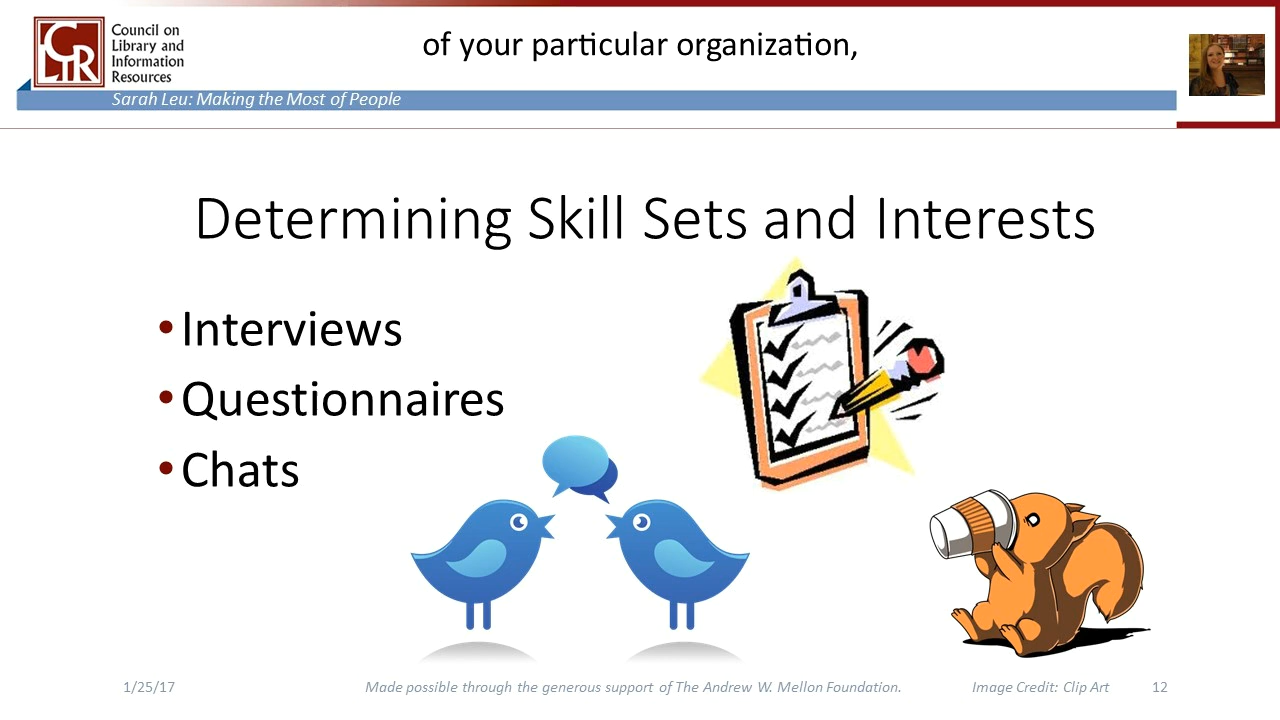 CLIR
Council on
Library and
Information
Resources
of your particular organization,
Sarah Leu: Making the Most of People
Determining Skill Sets and Interests
•Interviews
•Questionnaires
•Chats
1/25/17
Made possible through the generous support of The Andrew W. Mellon Foundation.
Image Credit: Clip Art
12